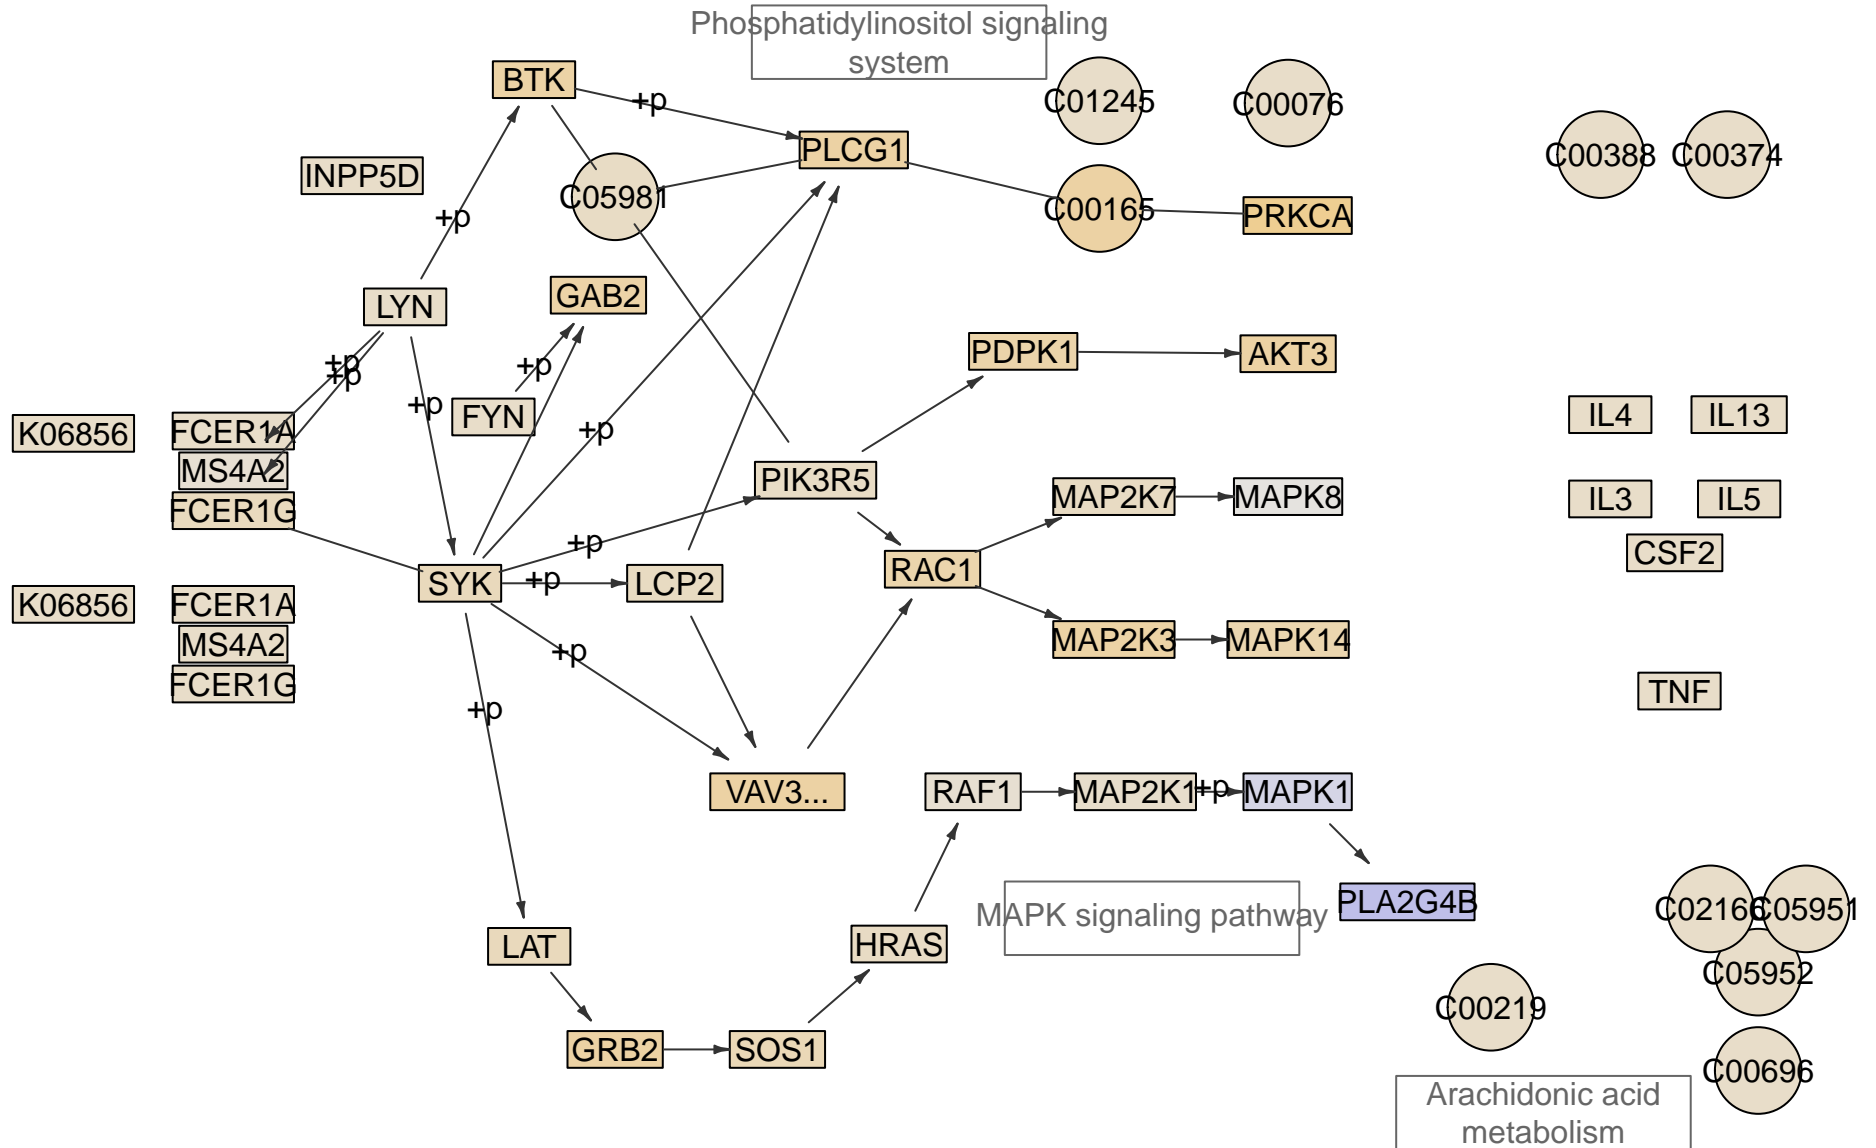 Phosphatidylinositol signaling
system
BTK
+p
C01245
C00076
PLCG1
INPP5D
C05981
C00388
C00374
C00165
PRKCA
+p
LYN
GAB2
PDPK1
AKT3
+p
+p
+p
+p
FYN
+p
K06856
FCER1A
MS4A2
FCER1G
IL4
IL13
PIK3R5
MAP2K7
MAPK8
IL3
IL5
+p
CSF2
SYK
+p
LCP2
RAC1
K06856
FCER1A
MS4A2
FCER1G
+p
MAP2K3
MAPK14
TNF
+p
VAV3...
RAF1
MAP2K1
+p
MAPK1
MAPK signaling pathway
PLA2G4B
C02166
C05951
LAT
HRAS
C05952
C00219
GRB2
SOS1
C00696
Arachidonic acid
metabolism